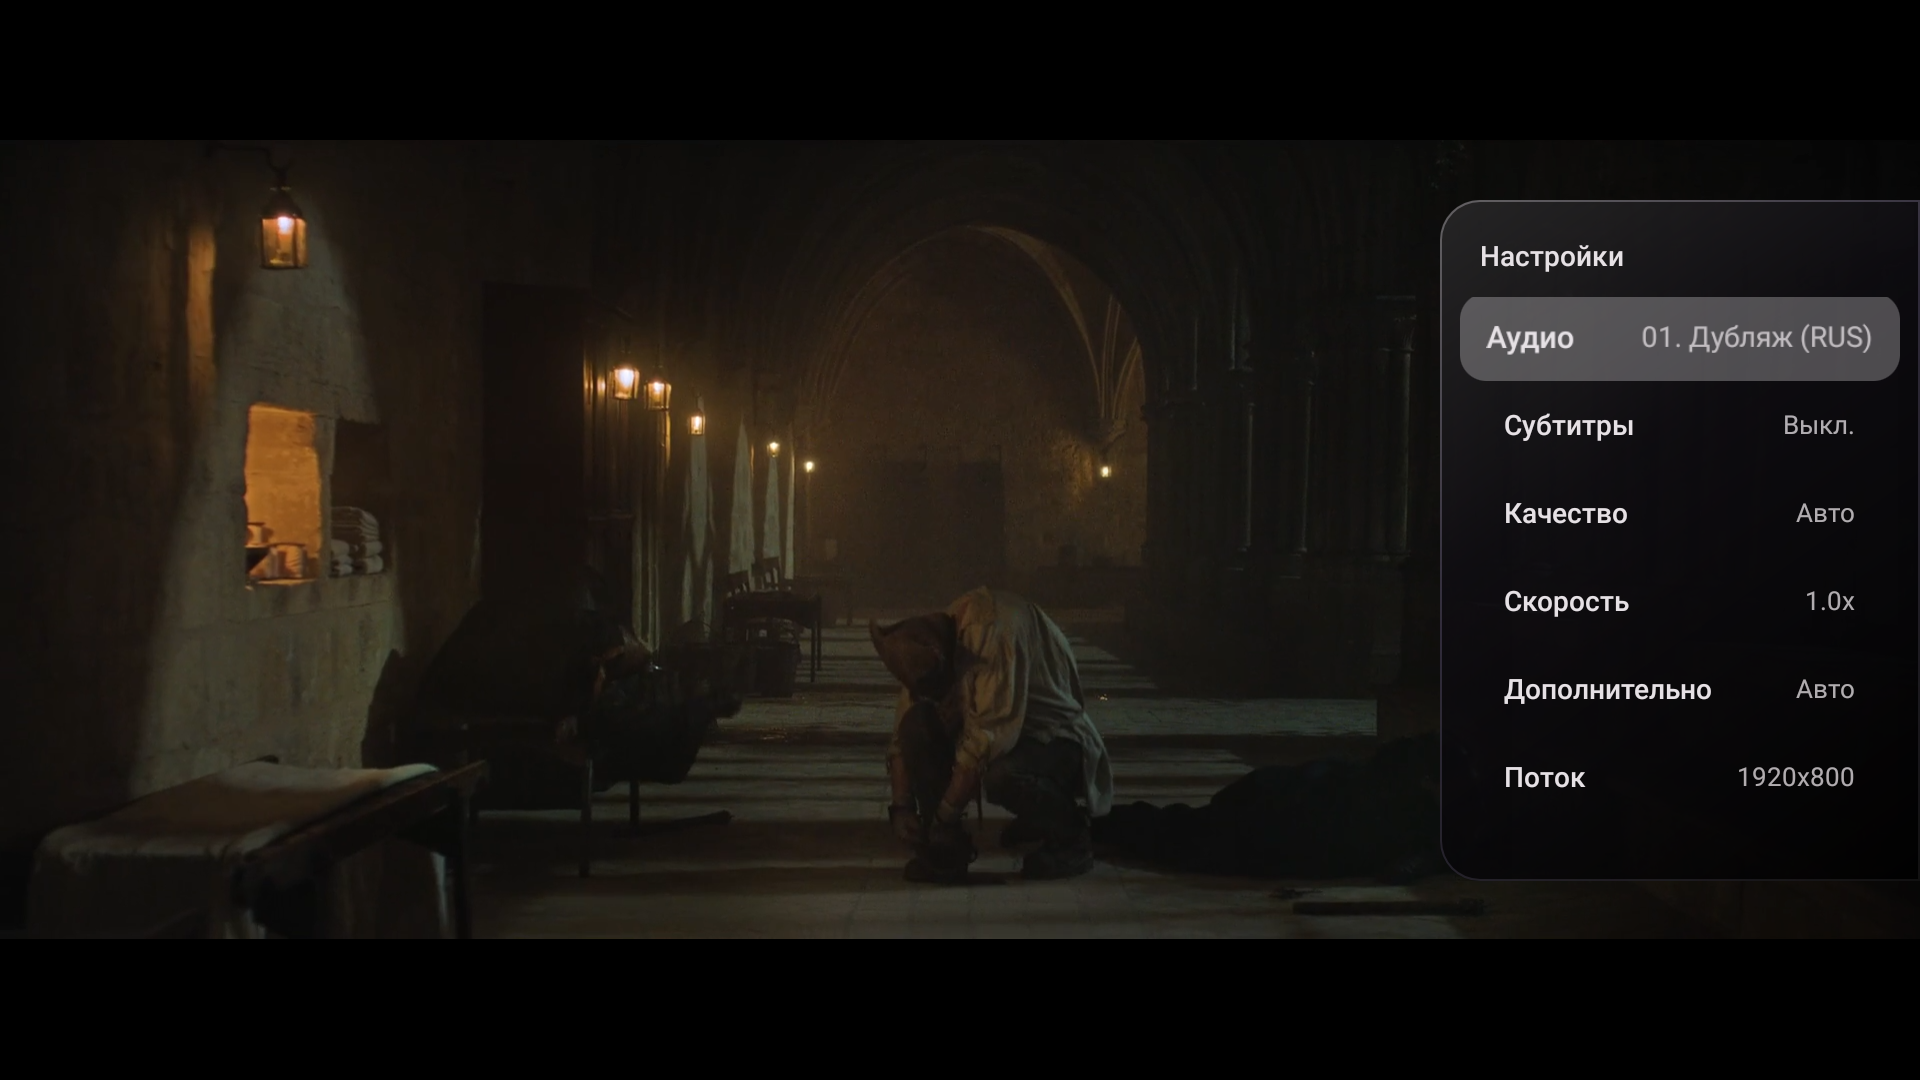 Настройки
Аудио 01. Дубляж (RUS)
Субтитры Выкл.
Качество Авто
Скорость 1.0x
Дополнительно Авто
Поток 1920x800